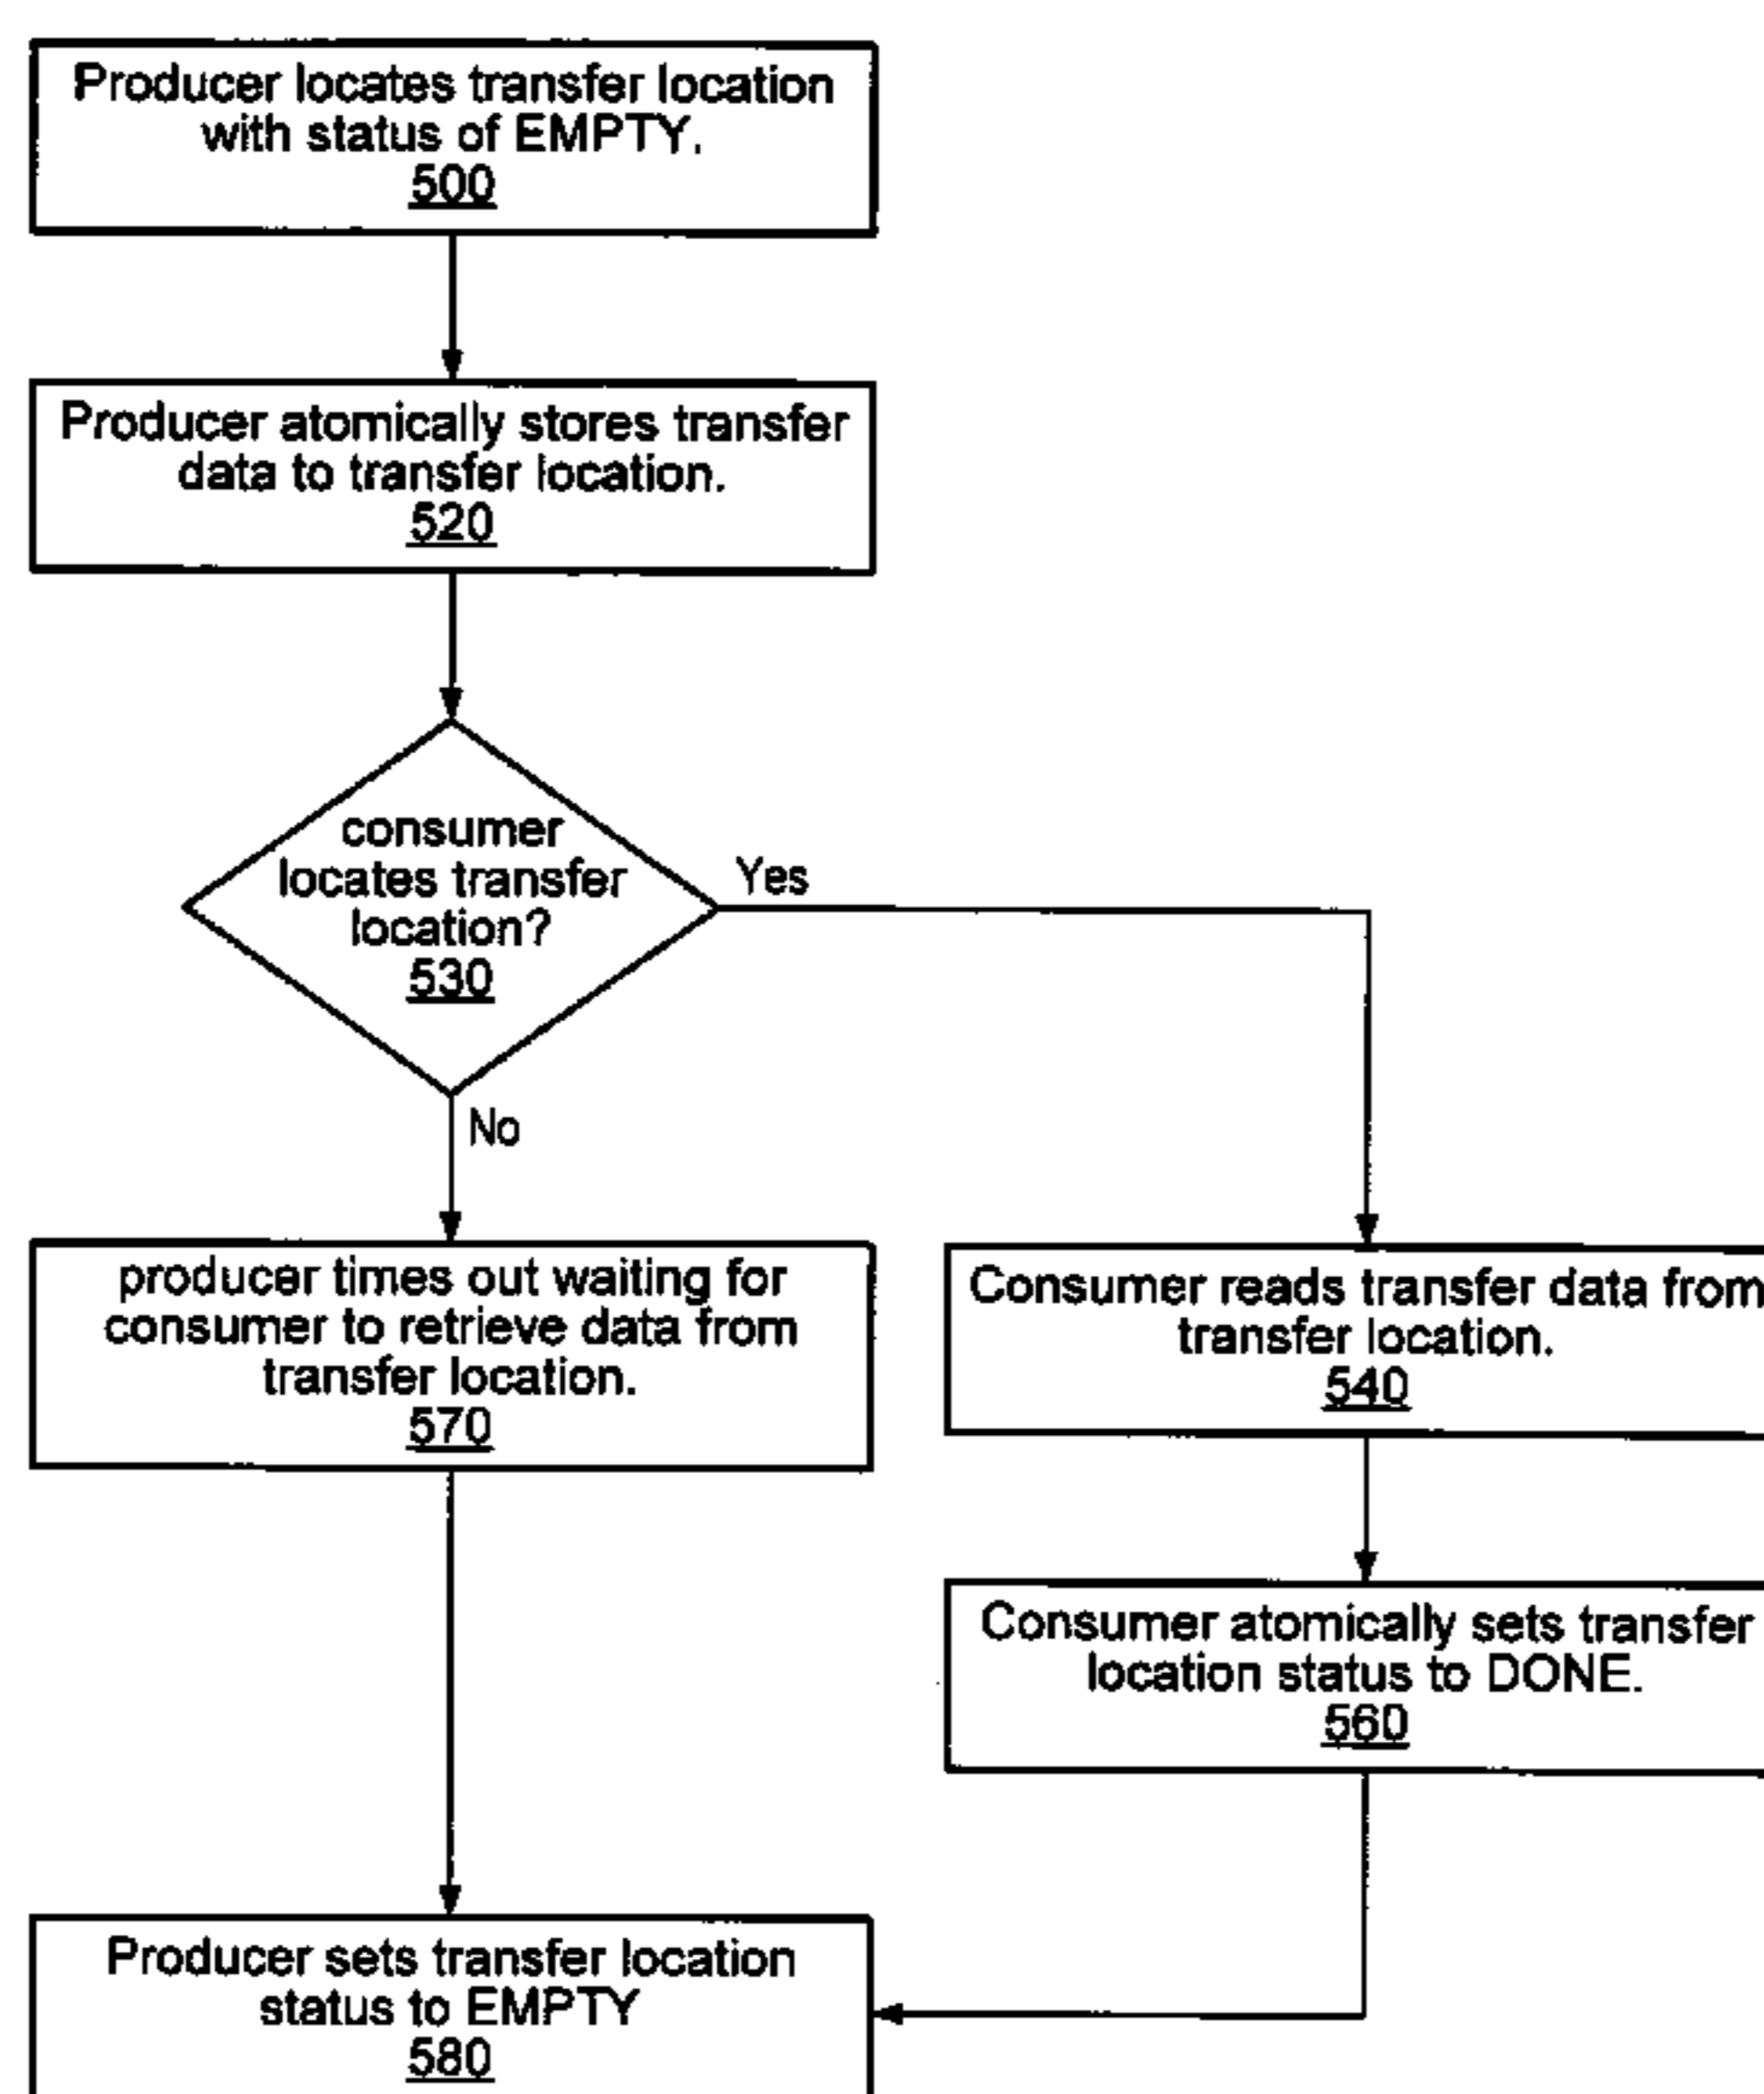 Producer locates transfer location
with status of EMPTY.
500
Producer atomically stores transfer
data to transfer location.
520
consumer
locates transfer
location?
530
Yes
No
producer times out waiting for
consumer to retrieve data from
transfer location.
570
Consumer reads transfer data from
transfer location.
540
Consumer atomically sets transfer
location status to DONE.
560
Producer sets transfer location
status to EMPTY
580